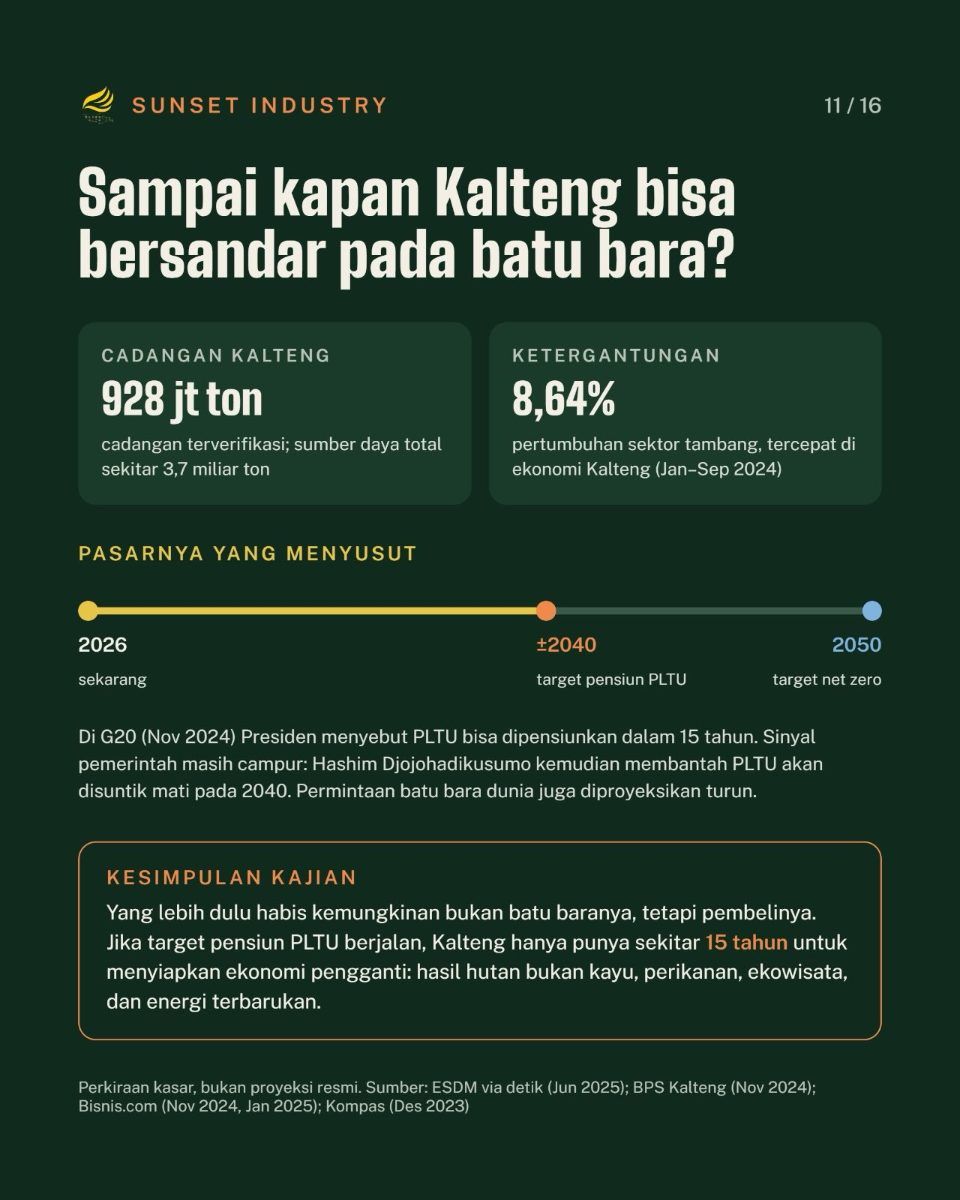 SUNSET INDUSTRY
11 / 16
Sampai kapan Kalteng bisa
bersandar pada batu bara?
CADANGAN KALTENG
928 jt ton
cadangan terverifikasi; sumber daya total
sekitar 3,7 miliar ton
KETERGANTUNGAN
8,64%
pertumbuhan sektor tambang, tercepat di
ekonomi Kalteng (Jan–Sep 2024)
PASARNYA YANG MENYUSUT
2026
sekarang
±2040
target pensiun PLTU
2050
target net zero
Di G20 (Nov 2024) Presiden menyebut PLTU bisa dipensiunkan dalam 15 tahun. Sinyal
pemerintah masih campur: Hashim Djojohadikusumo kemudian membantah PLTU akan
disuntik mati pada 2040. Permintaan batu bara dunia juga diproyeksikan turun.
KESIMPULAN KAJIAN
Yang lebih dulu habis kemungkinan bukan batu baranya, tetapi pembelinya.
Jika target pensiun PLTU berjalan, Kalteng hanya punya sekitar 15 tahun untuk
menyiapkan ekonomi pengganti: hasil hutan bukan kayu, perikanan, ekowisata,
dan energi terbarukan.
Perkiraan kasar, bukan proyeksi resmi. Sumber: ESDM via detik (Jun 2025); BPS Kalteng (Nov 2024);
Bisnis.com (Nov 2024, Jan 2025); Kompas (Des 2023)